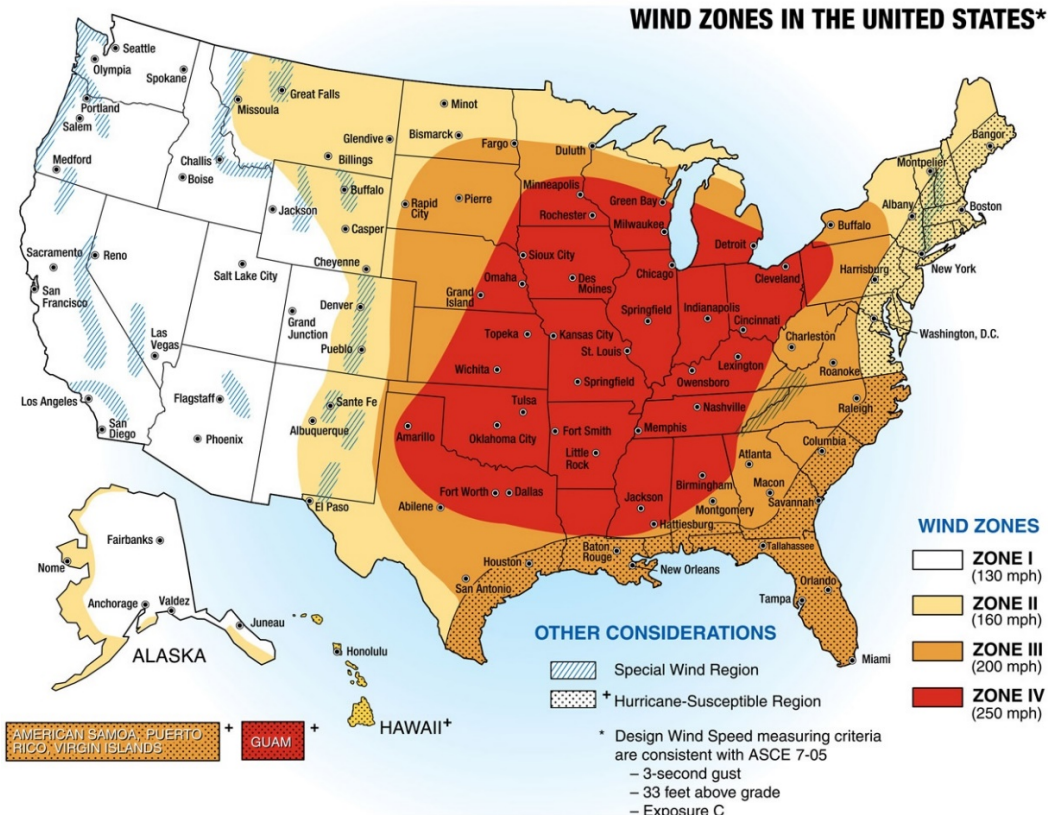 WIND ZONES IN THE UNITED STATES*
Seattle
Olympia
Spokane
Portland
Salem
Medford
Missoula
Great Falls
Glendive
Billings
Challis
Boise
Jackson
Buffalo
Casper
Cheyenne
Minot
Bismarck
Fargo
Duluth
Rapid
City
Pierre
Minneapolis
Rochester
Green Bay
Milwaukee
Detroit
Buffalo
Albany
Montpelier
Bangor
Boston
New York
Harrisburg
Washington, D.C.
Sacramento
San
Francisco
Reno
Salt Lake City
Las
Vegas
Los Angeles
San
Diego
Flagstaff
Phoenix
Grand
Junction
Denver
Pueblo
Sante Fe
Albuquerque
El Paso
Sioux City
Omaha
Des
Moines
Grand
Island
Chicago
Cleveland
Topeka
Kansas City
Springfield
Indianapolis
Cincinnati
St. Louis
Charleston
Wichita
Springfield
Owensboro
Lexington
Roanoke
Tulsa
Nashville
Raleigh
Amarillo
Oklahoma City
Fort Smith
Memphis
Columbia
Little
Rock
Atlanta
Birmingham
Macon
Fort Worth
Dallas
Abilene
Jackson
Montgomery
Savannah
Hattiesburg
Baton
Rouge
Tallahassee
Houston
New Orleans
San Antonio
Orlando
Tampa
Miami
Fairbanks
Nome
Anchorage
Valdez
Juneau
ALASKA
Honolulu
HAWAII+
AMERICAN SAMOA, PUERTO
RICO, VIRGIN ISLANDS
+
GUAM
+
OTHER CONSIDERATIONS
Special Wind Region
+ Hurricane-Susceptible Region
* Design Wind Speed measuring criteria
are consistent with ASCE 7-05
– 3-second gust
– 33 feet above grade
– Exposure C
WIND ZONES
ZONE I
(130 mph)
ZONE II
(160 mph)
ZONE III
(200 mph)
ZONE IV
(250 mph)